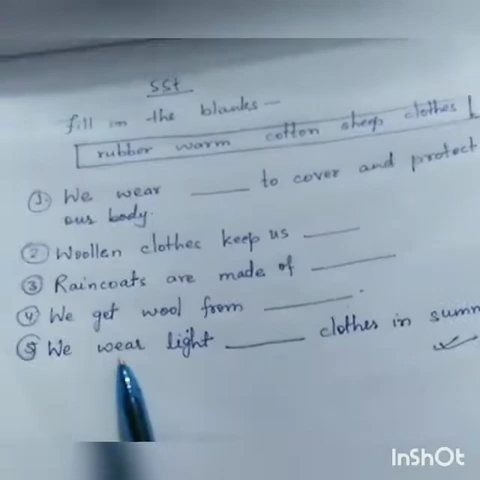 SSt
fill in the blanks—
rubber warm cotton sheep clothes
① We wear ____ to cover and protect
our body.
② Woollen clothes keep us ____
③ Raincoats are made of ____
④ We get wool from ____.
⑤ We wear light ____ clothes in summ
InShOt